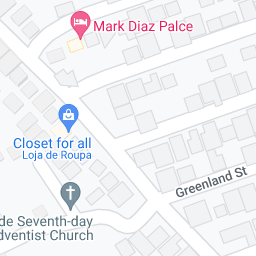 Mark Diaz Palce
Closet for all
Loja de Roupa
Greenland St
de Seventh-day
dventist Church